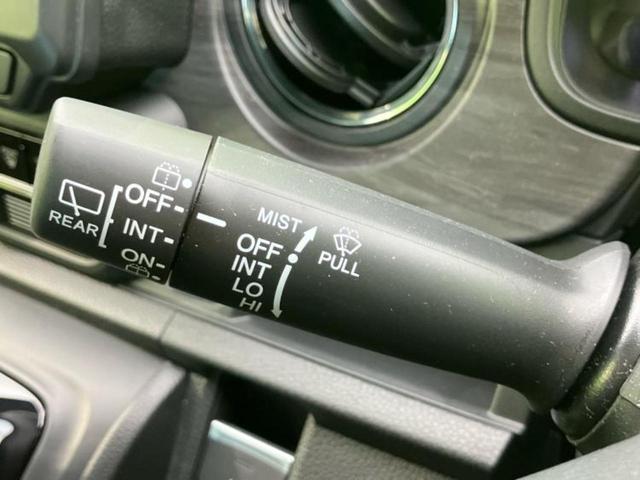 REAR
OFF
INT
ON
MIST
OFF
INT
LO
HI
PULL